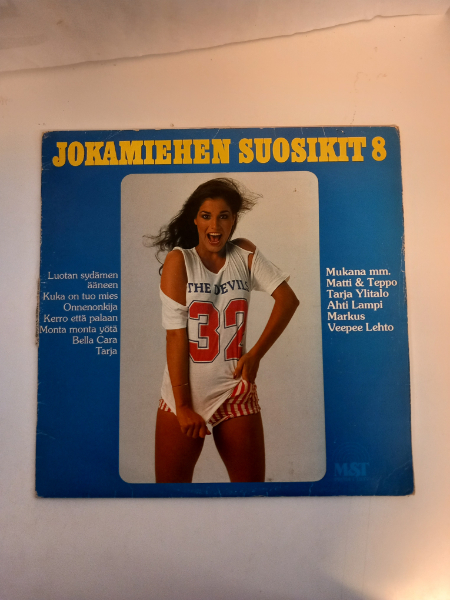 JOKAMIEHEN SUOSIKIT 8
Luotan sydämen
ääneen
Kuka on tuo mies
Onnenonkija
Kerro että palaan
Monta monta yötä
Bella Cara
Tarja
THE DEVILS
32
Mukana mm.
Matti & Teppo
Tarja Ylitalo
Ahti Lampi
Markus
Veepee Lehto